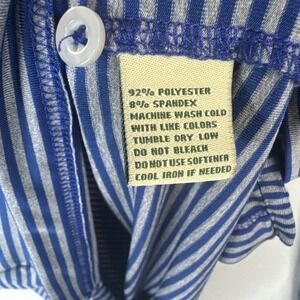 92% POLYESTER
8% SPANDEX
MACHINE WASH COLD
WITH LIKE COLORS
TUMBLE DRY LOW
DO NOT BLEACH
DO NOT USE SOFTENER
COOL IRON IF NEEDED